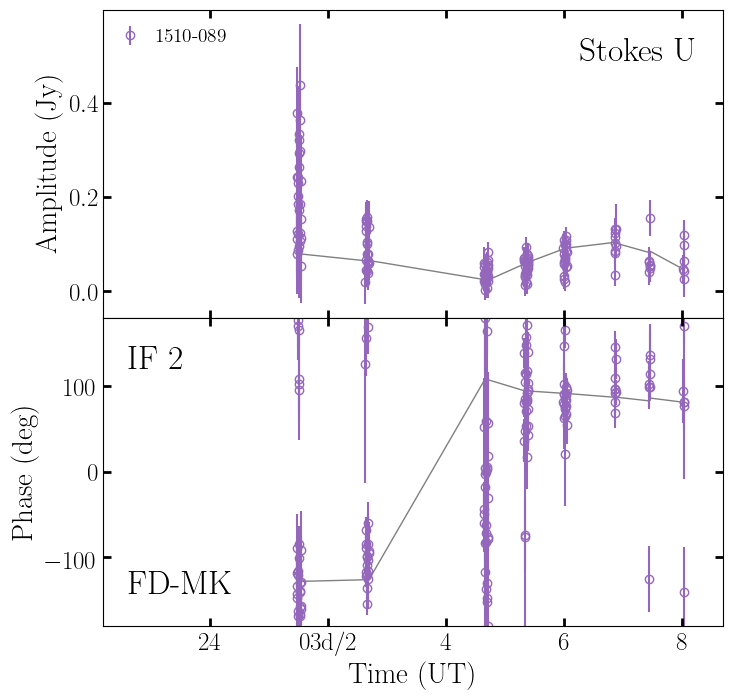 1510-089
Stokes U
Amplitude (Jy)
0.4
0.2
0.0
IF 2
Phase (deg)
100
0
−100
FD-MK
24
03d/2
4
6
8
Time (UT)